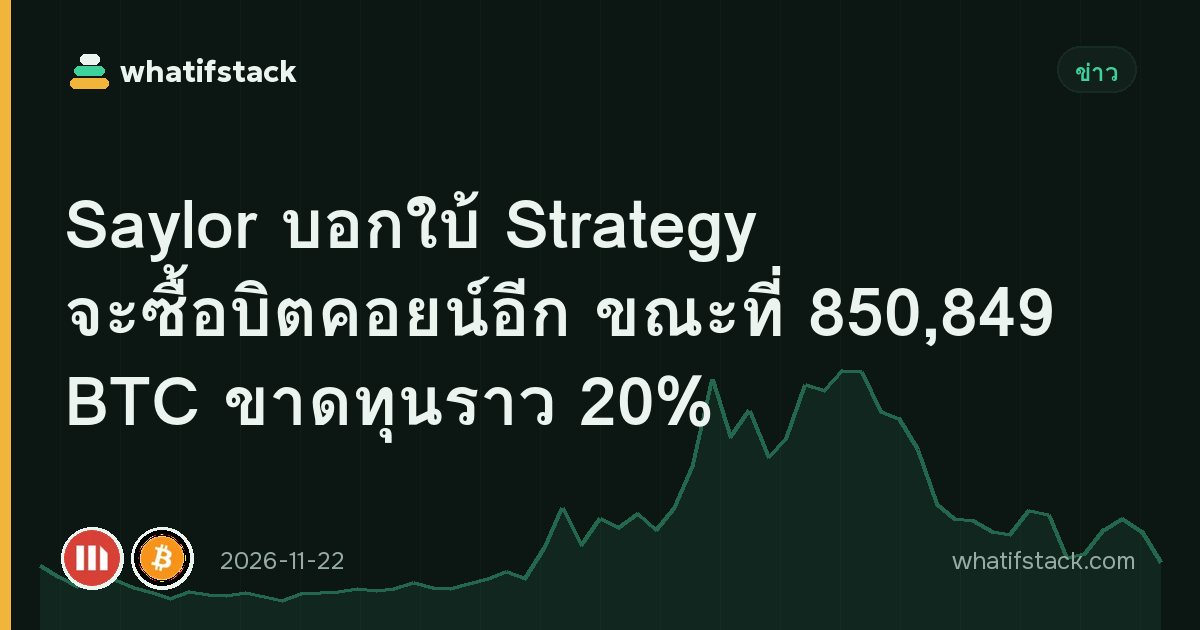 whatifstack
ข่าว
Saylor บอกใบ้ Strategy
จะซื้อบิตคอยน์อีก ขณะที่ 850,849
BTC ขาดทุนราว 20%
2026-11-22
whatifstack.com